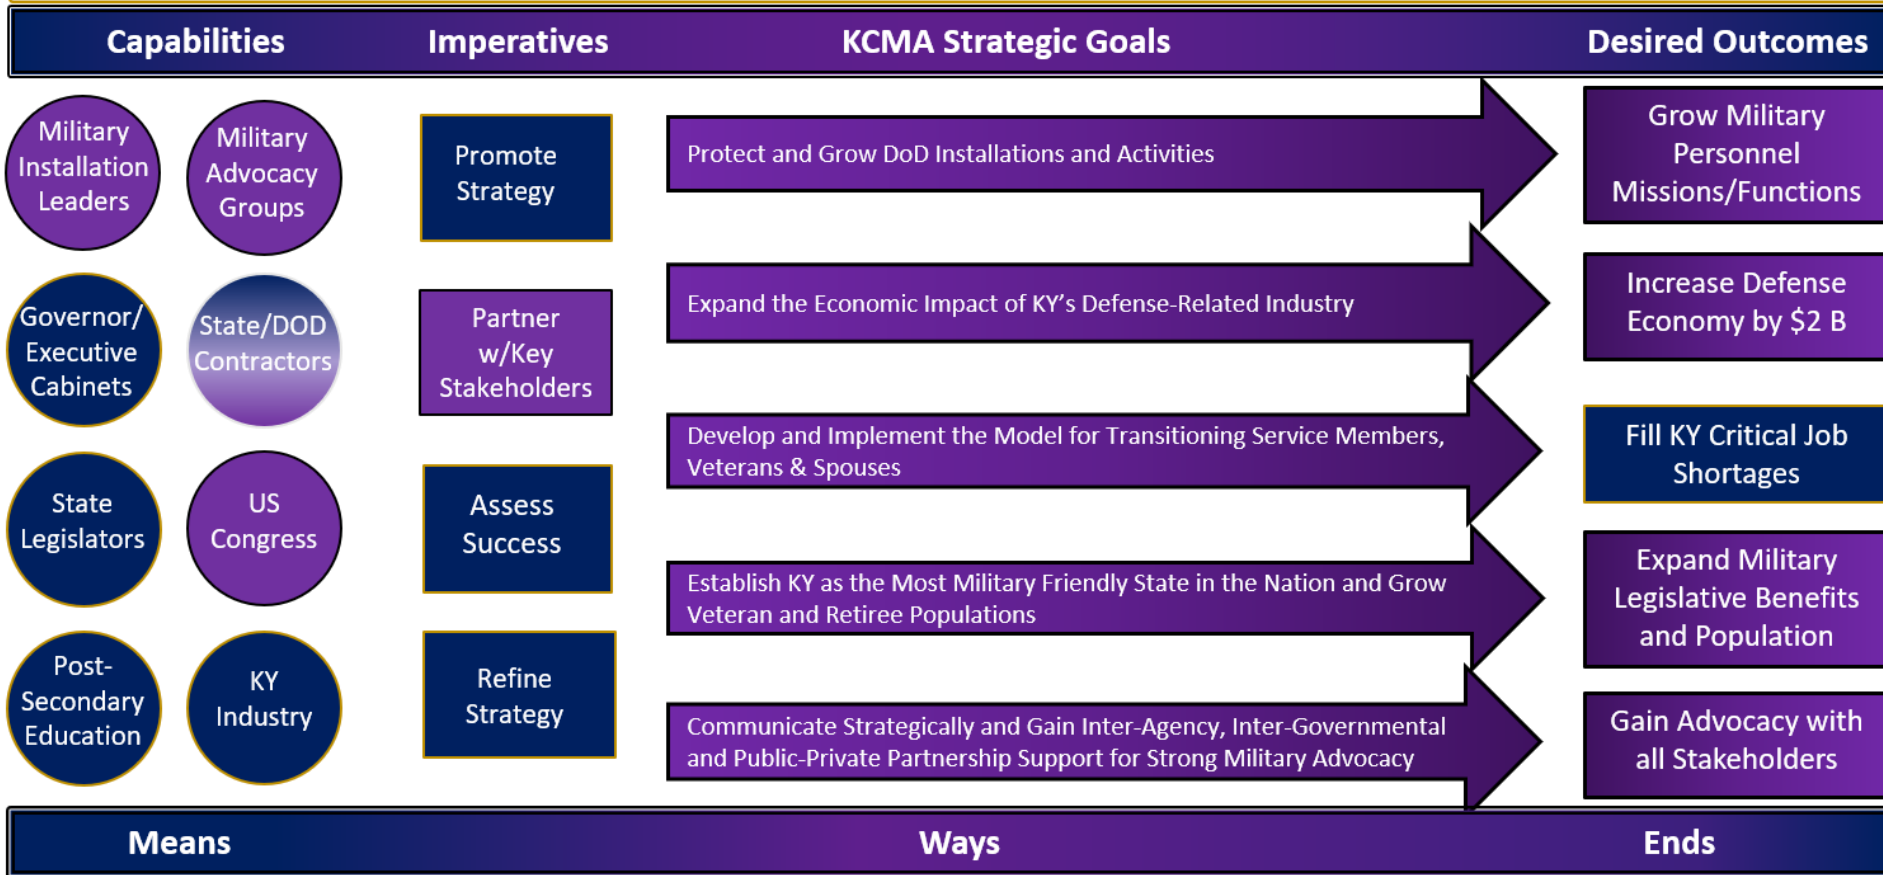 Capabilities
Imperatives
KCMA Strategic Goals
Desired Outcomes
Military
Installation
Leaders
Military
Advocacy
Groups
Governor/
Executive
Cabinets
State/DOD
Contractors
State
Legislators
US
Congress
Post-
Secondary
Education
KY
Industry
Promote
Strategy
Partner
w/Key
Stakeholders
Assess
Success
Refine
Strategy
Protect and Grow DoD Installations and Activities
Expand the Economic Impact of KY's Defense-Related Industry
Develop and Implement the Model for Transitioning Service Members,
Veterans & Spouses
Establish KY as the Most Military Friendly State in the Nation and Grow
Veteran and Retiree Populations
Communicate Strategically and Gain Inter-Agency, Inter-Governmental
and Public-Private Partnership Support for Strong Military Advocacy
Grow Military
Personnel
Missions/Functions
Increase Defense
Economy by $2 B
Fill KY Critical Job
Shortages
Expand Military
Legislative Benefits
and Population
Gain Advocacy with
all Stakeholders
Means
Ways
Ends